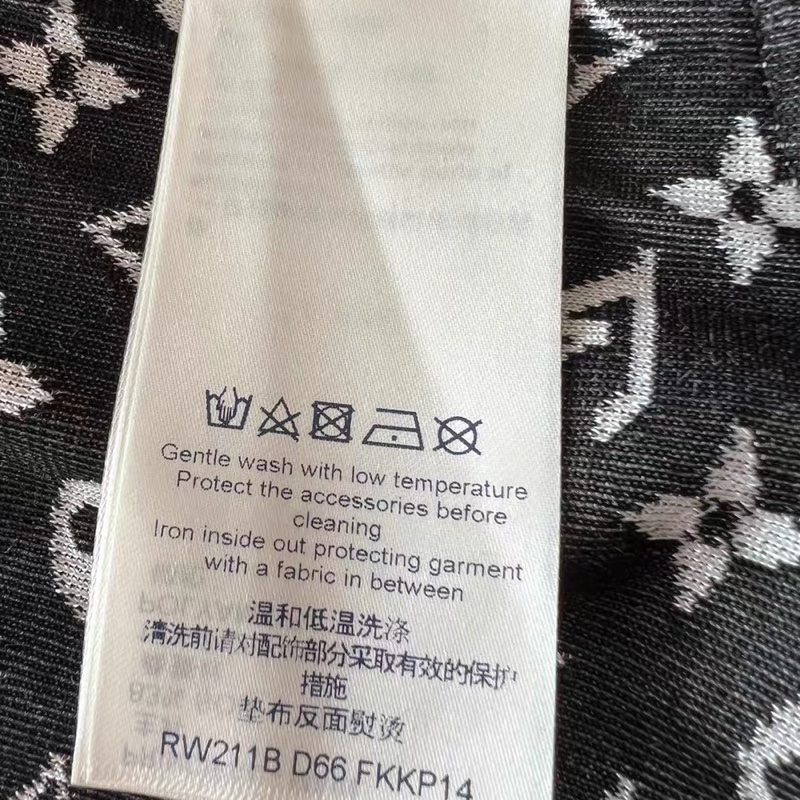 Gentle wash with low temperature
Protect the accessories before
cleaning
Iron inside out protecting garment
with a fabric in between
温和低温洗涤
清洗前请对配饰部分采取有效的保护
措施
垫布反面熨烫
RW211B D66 FKKP14